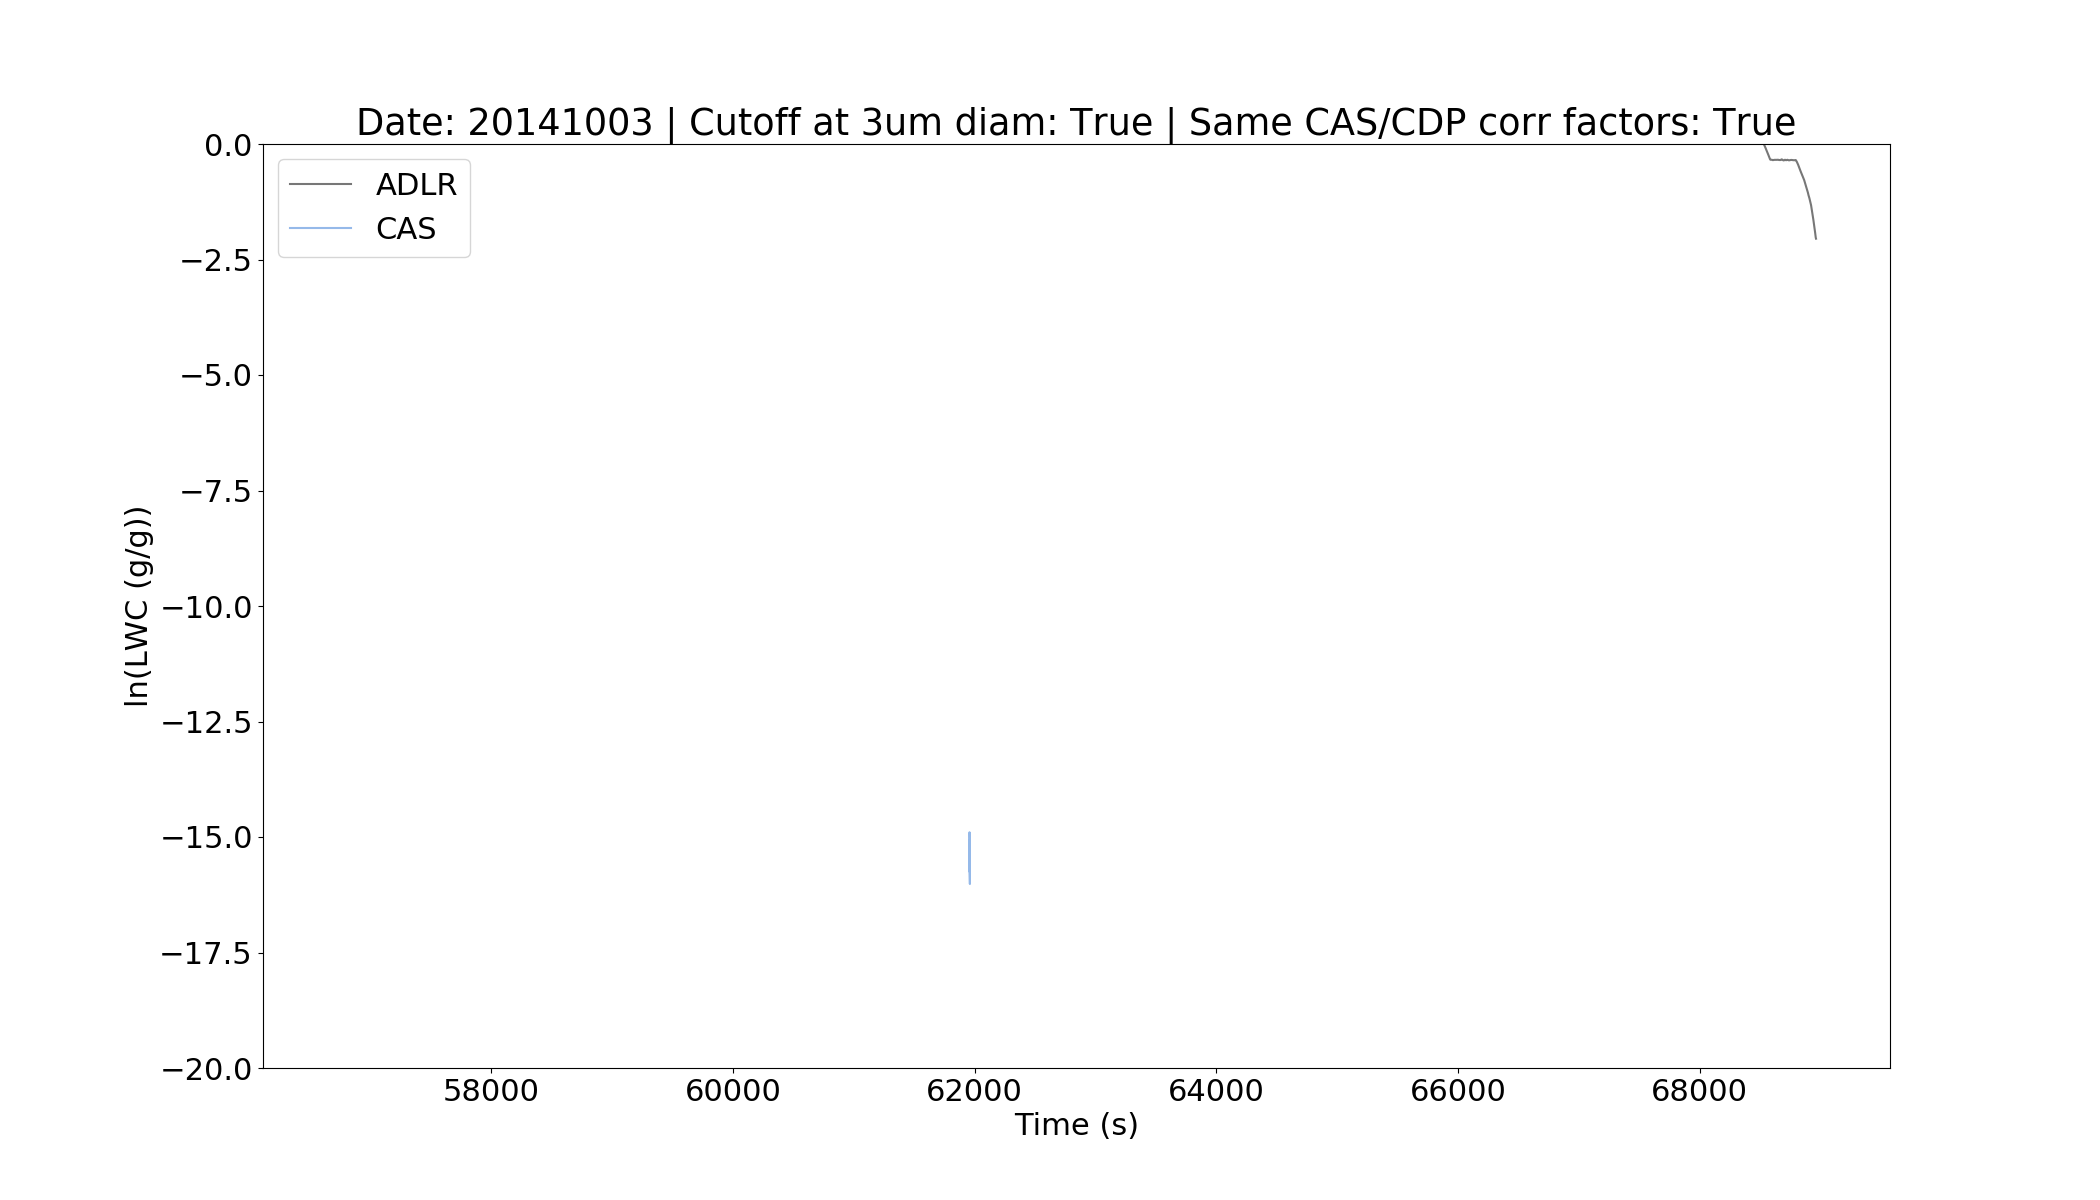 Date: 20141003 | Cutoff at 3um diam: True | Same CAS/CDP corr factors: True
0.0
ADLR
CAS
−2.5
−5.0
−7.5
−10.0
−12.5
−15.0
−17.5
−20.0
ln(LWC (g/g))
58000 60000 62000 64000 66000 68000
Time (s)